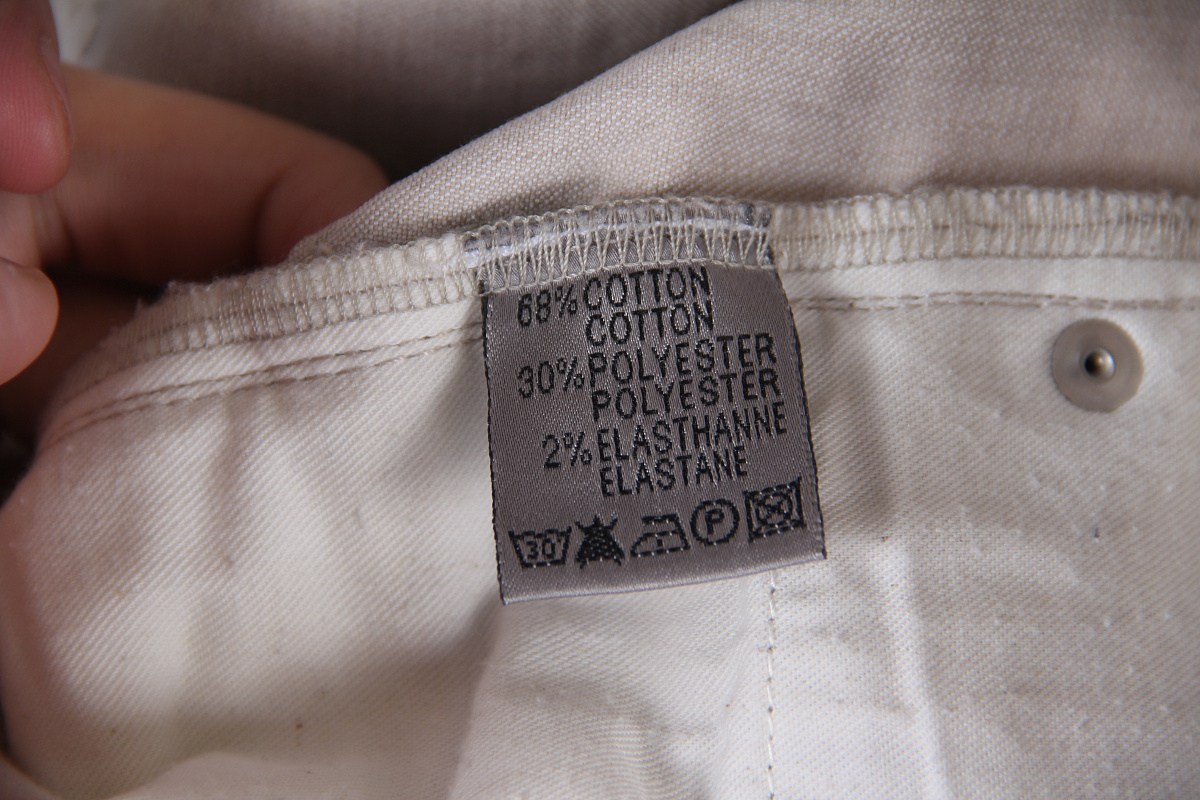 68% COTTON
COTTON
30% POLYESTER
POLYESTER
2% ELASTHANNE
ELASTANE
30 P